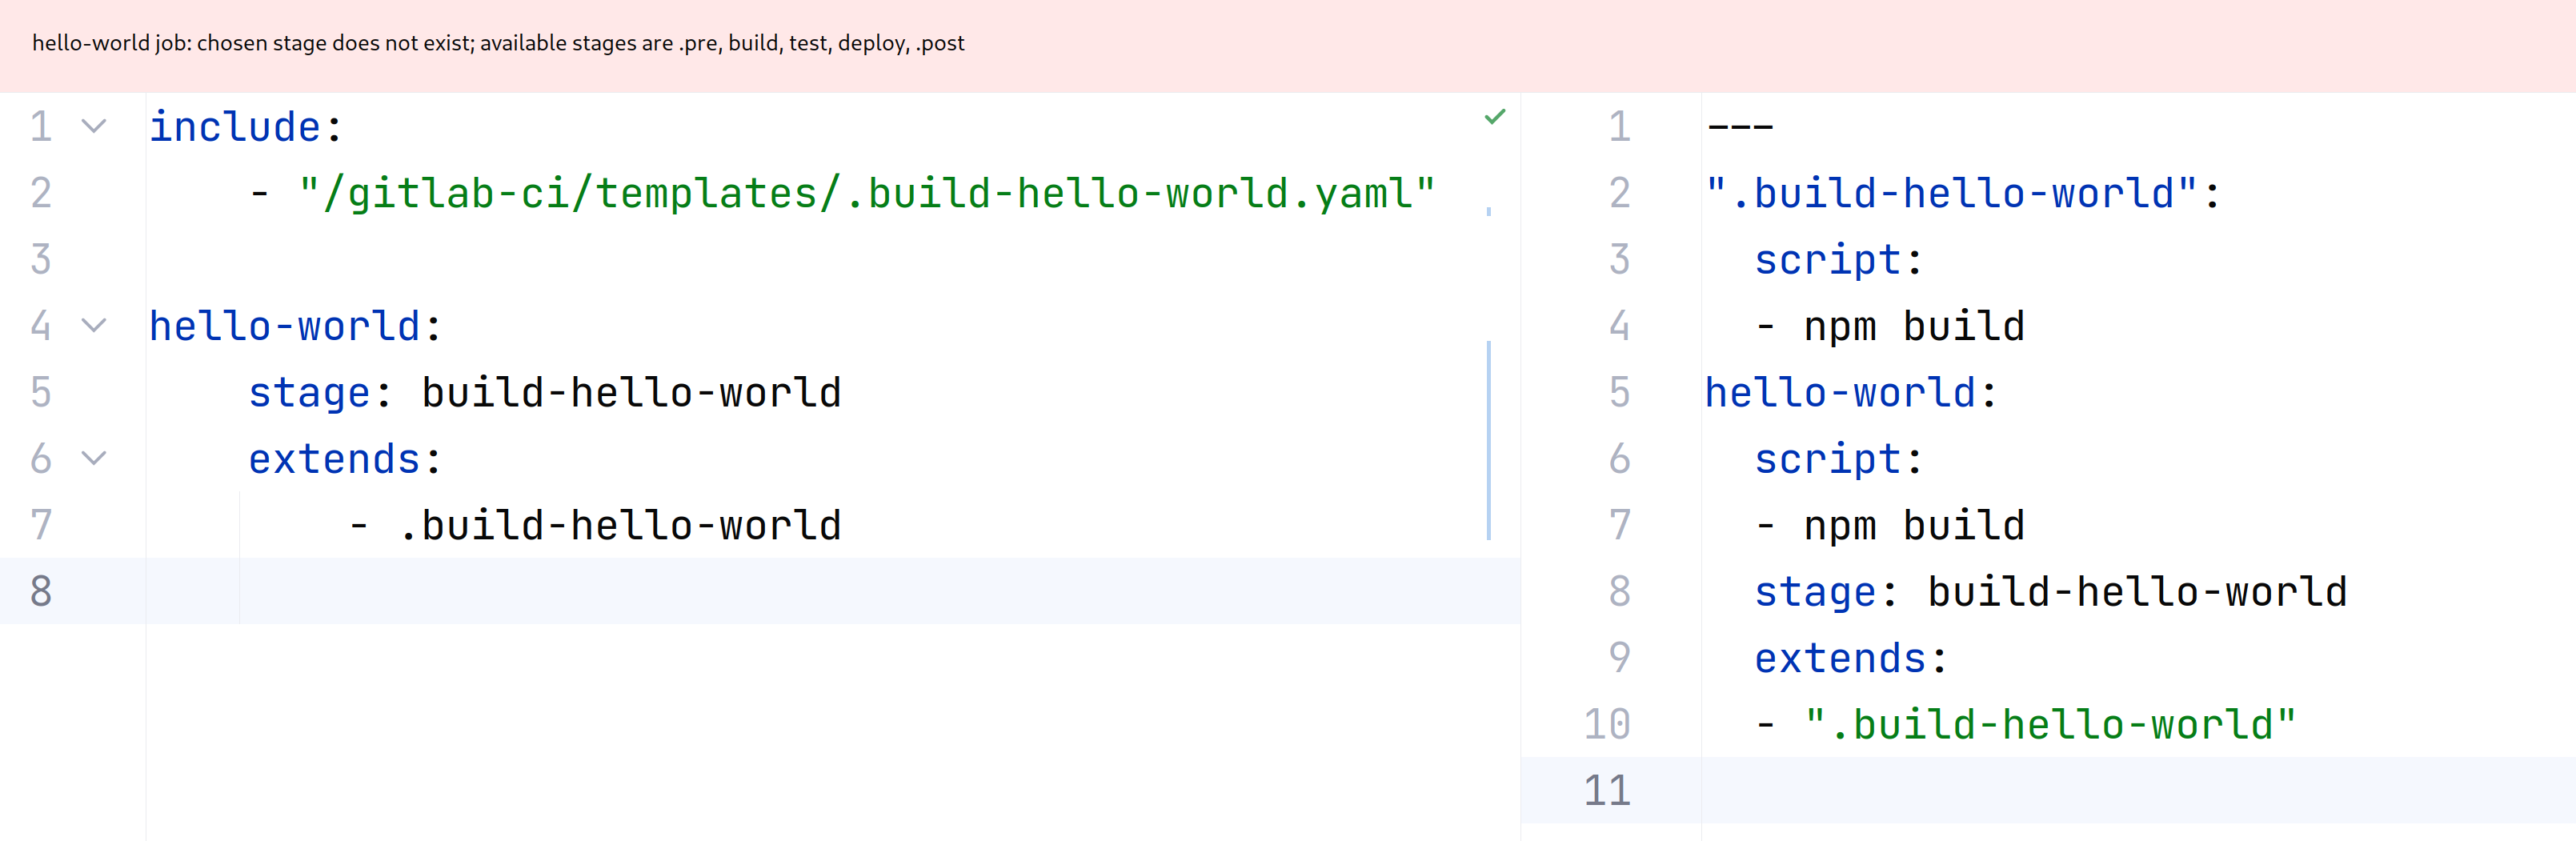 hello-world job: chosen stage does not exist; available stages are .pre, build, test, deploy, .post
1 include:
2     - "/gitlab-ci/templates/.build-hello-world.yaml"
3
4 hello-world:
5     stage: build-hello-world
6     extends:
7         - .build-hello-world
8
1 ---
2 ".build-hello-world":
3   script:
4   - npm build
5 hello-world:
6   script:
7   - npm build
8   stage: build-hello-world
9   extends:
10   - ".build-hello-world"
11